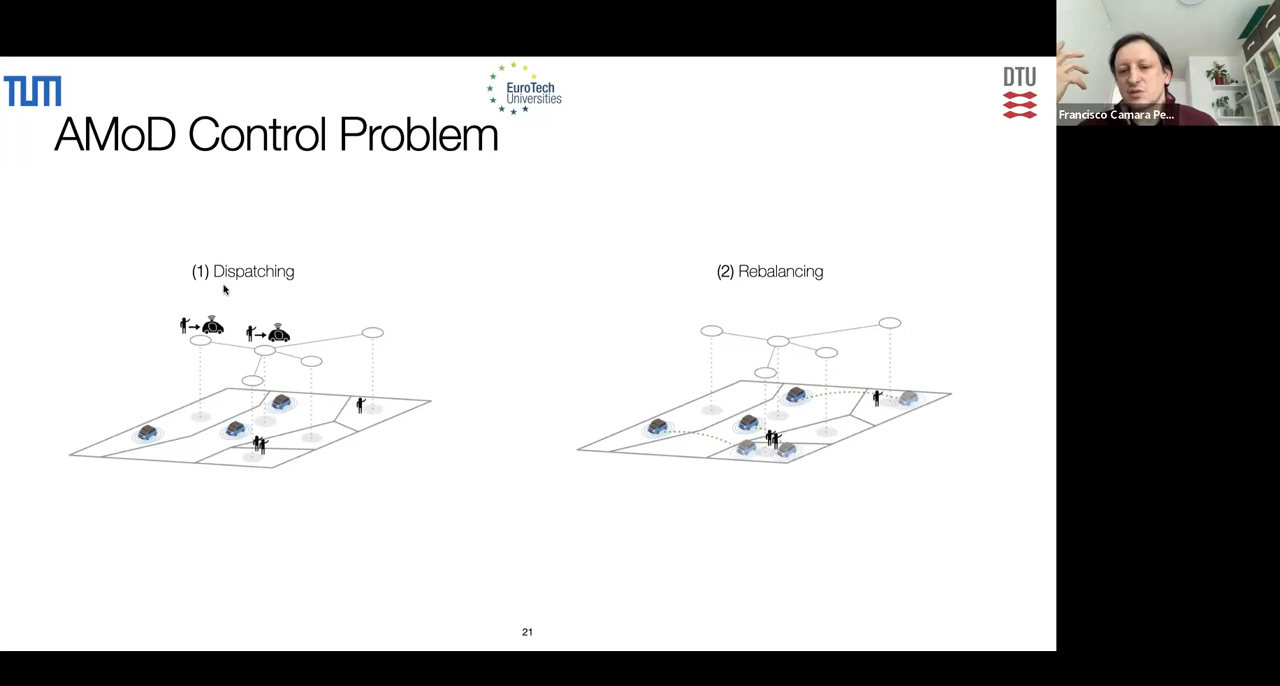 TUM
EuroTech
Universities
DTU
AMoD Control Problem
Francisco Camara Pe...
(1) Dispatching
(2) Rebalancing
21